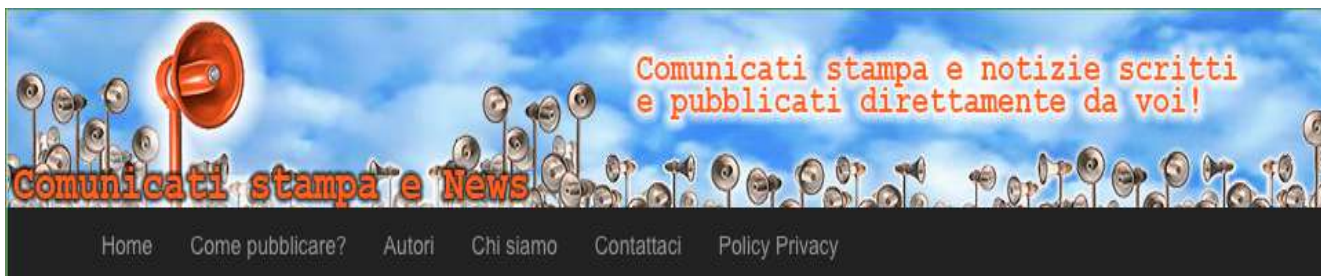 Comunicati stampa e notizie scritti
e pubblicati direttamente da voi!
Comunicati stampa e News
Home Come pubblicare? Autori Chi siamo Contattaci Policy Privacy